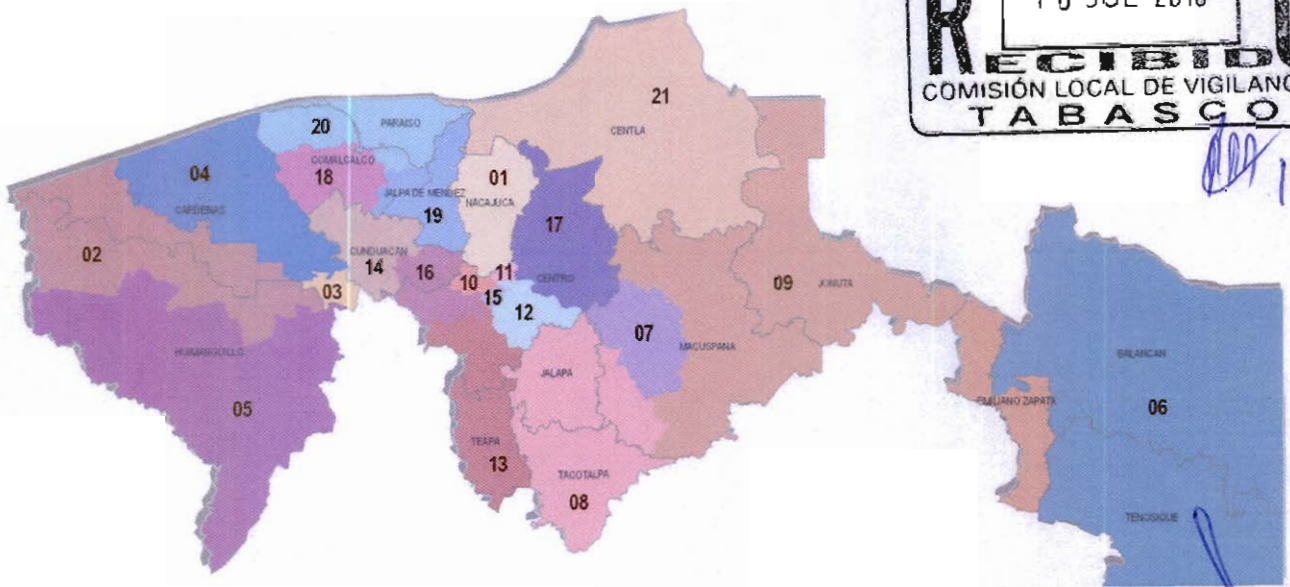 R
ECIBIDO
COMISIÓN LOCAL DE VIGILANC
TABASCO
21
CENTLA
20
PARAISO
COMALCALCO
18
04
CARDENAS
JALPA DE MENDEZ
19
01
NACAJUCA
17
CENTRO
02
CUNDUACAN
14
16
10
11
15
12
03
09
JONUTA
07
MACUSPANA
HUIMANGUILLO
05
JALAPA
TEAPA
13
TACOTALPA
08
BALANCAN
EMILIANO ZAPATA
06
TENOSIQUE